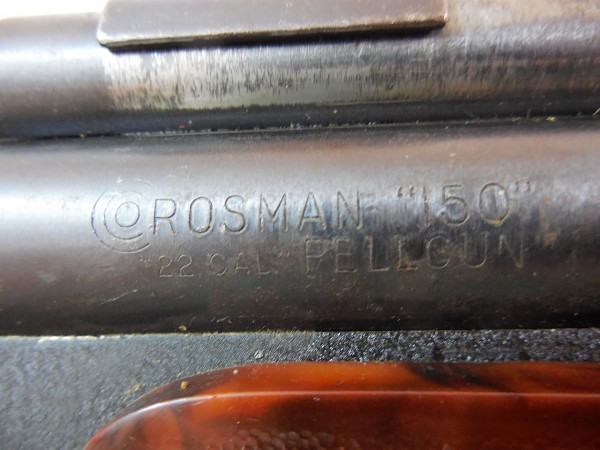 CROSMAN "150"
"22 CAL" PELLGUN